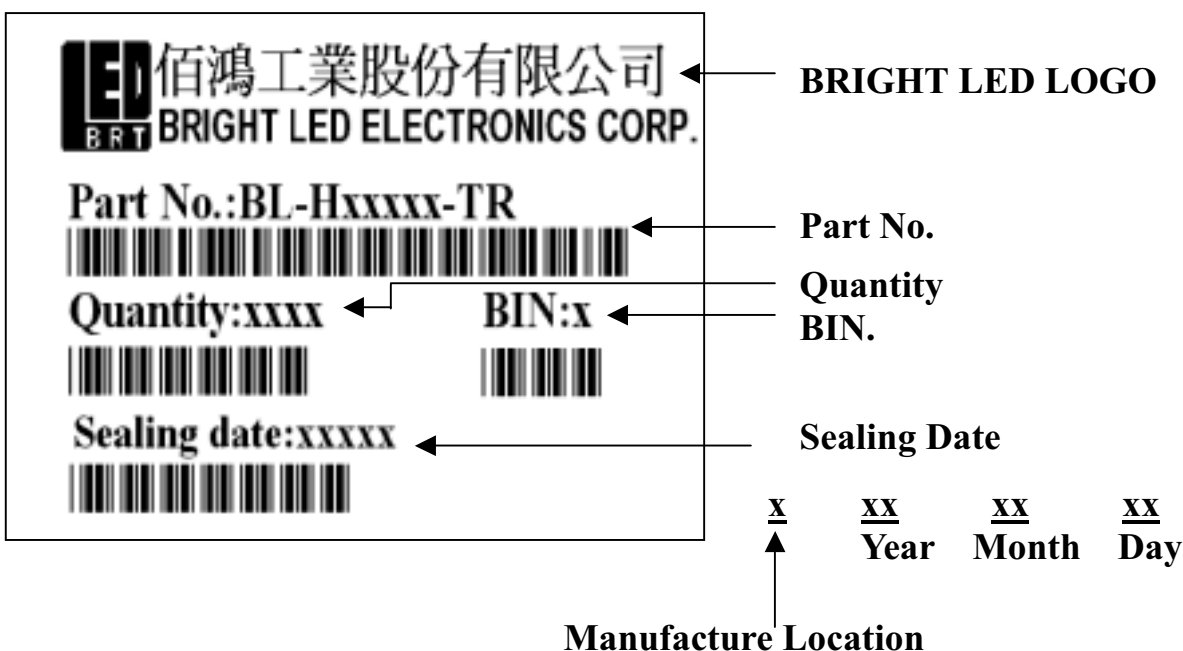 LED
BRT
佰鴻工業股份有限公司
BRIGHT LED ELECTRONICS CORP.
BRIGHT LED LOGO
Part No.:BL-Hxxxxx-TR
Part No.
Quantity:xxxx
BIN:x
Quantity
BIN.
Sealing date:xxxxx
Sealing Date
x xx xx xx
Year Month Day
Manufacture Location